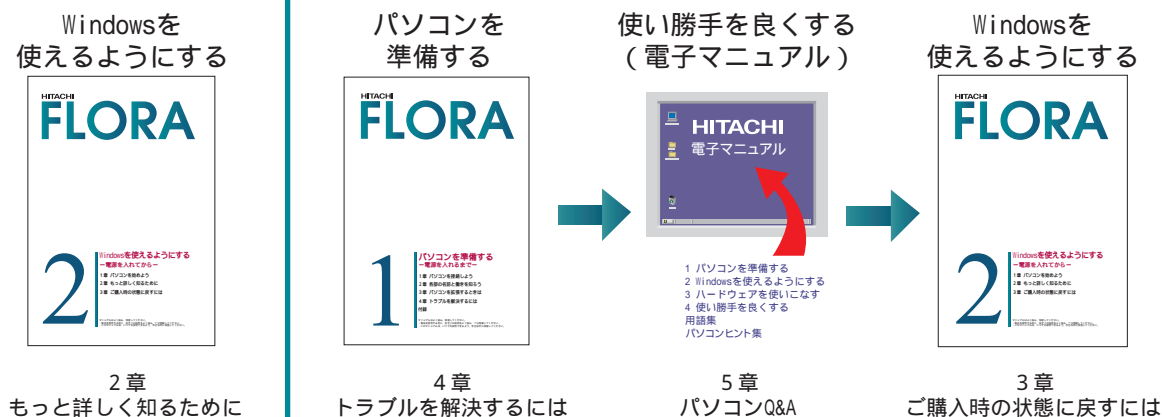 Windowsを
使えるようにする
HITACHI
FLORA
2
Windowsを使えるようにする
ー電源を入れてからー
1章 パソコンを始めよう
2章 もっと詳しく知るために
3章 ご購入時の状態に戻すには
2章
もっと詳しく知るために
パソコンを
準備する
HITACHI
FLORA
1
パソコンを準備する
ー電源を入れるまでー
1章 パソコンを接続しよう
2章 各部の名前と働きを知ろう
3章 パソコンを拡張するときは
4章 トラブルを解決するには
付録
4章
トラブルを解決するには
使い勝手を良くする
(電子マニュアル)
HITACHI
電子マニュアル
1 パソコンを準備する
2 Windowsを使えるようにする
3 ハードウェアを使いこなす
4 使い勝手を良くする
用語集
パソコンヒント集
5章
パソコンQ&A
Windowsを
使えるようにする
HITACHI
FLORA
2
Windowsを使えるようにする
ー電源を入れてからー
1章 パソコンを始めよう
2章 もっと詳しく知るために
3章 ご購入時の状態に戻すには
3章
ご購入時の状態に戻すには